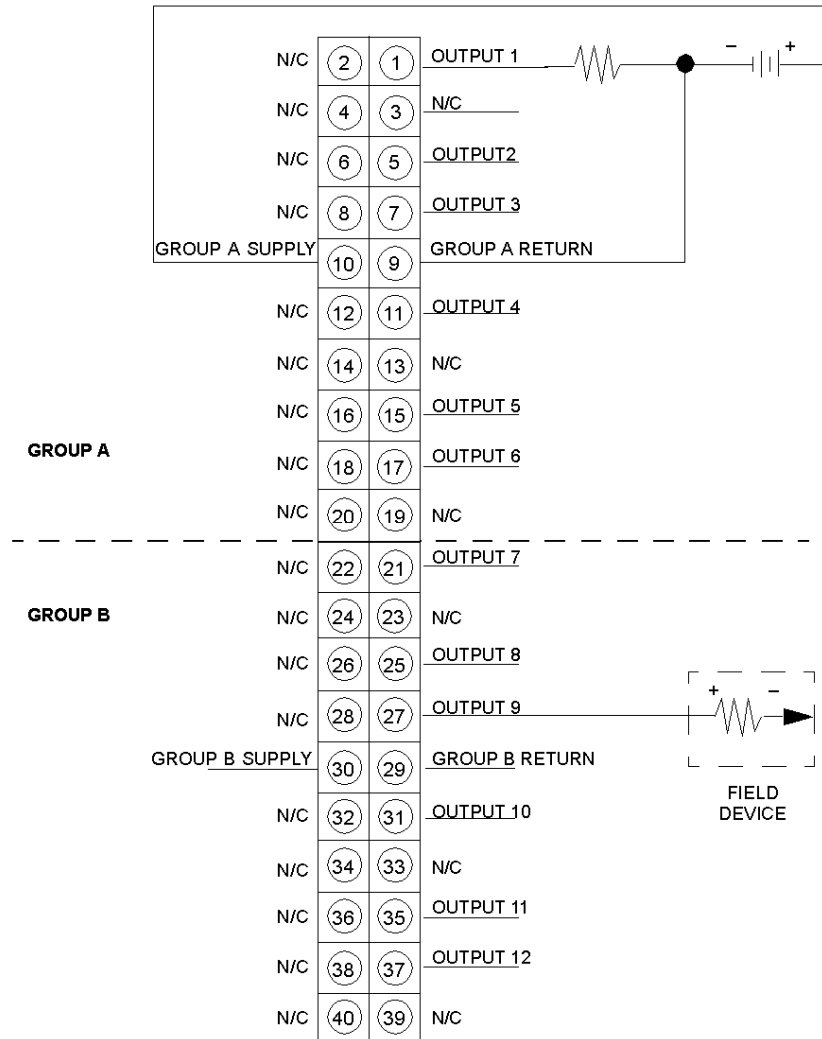 − +
N/C 2 1 OUTPUT 1
N/C 4 3 N/C
N/C 6 5 OUTPUT2
N/C 8 7 OUTPUT 3
GROUP A SUPPLY 10 9 GROUP A RETURN
N/C 12 11 OUTPUT 4
N/C 14 13 N/C
N/C 16 15 OUTPUT 5
GROUP A
N/C 18 17 OUTPUT 6
N/C 20 19 N/C
N/C 22 21 OUTPUT 7
GROUP B
N/C 24 23 N/C
N/C 26 25 OUTPUT 8
+ −
N/C 28 27 OUTPUT 9
GROUP B SUPPLY 30 29 GROUP B RETURN
FIELD
DEVICE
N/C 32 31 OUTPUT 10
N/C 34 33 N/C
N/C 36 35 OUTPUT 11
N/C 38 37 OUTPUT 12
N/C 40 39 N/C